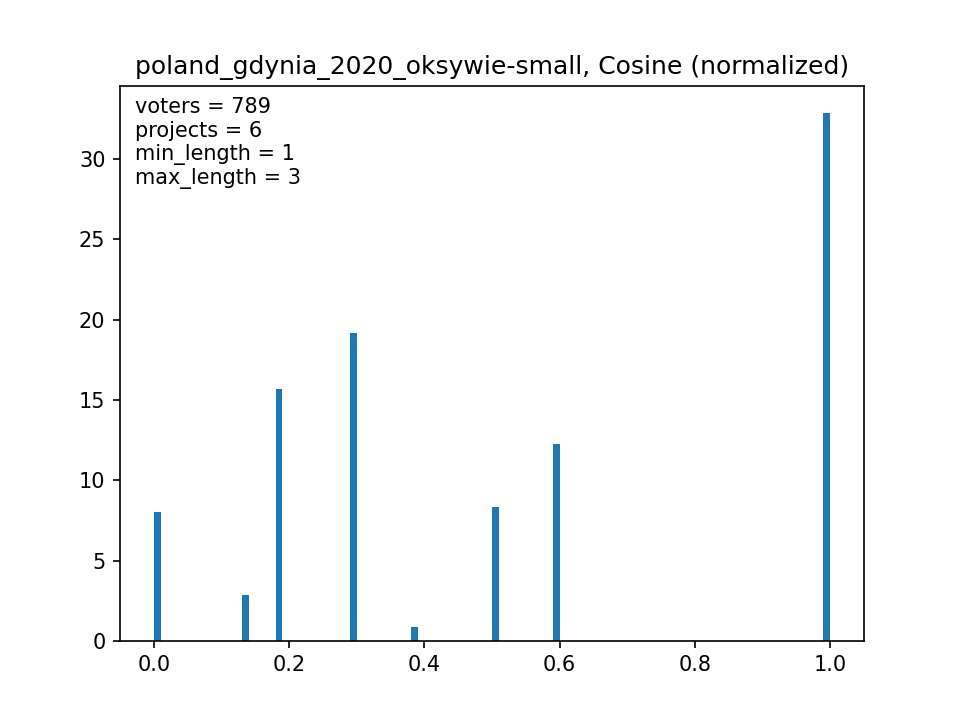 poland_gdynia_2020_oksywie-small, Cosine (normalized)
voters = 789
projects = 6
min_length = 1
max_length = 3
30
25
20
15
10
5
0
0.0 0.2 0.4 0.6 0.8 1.0